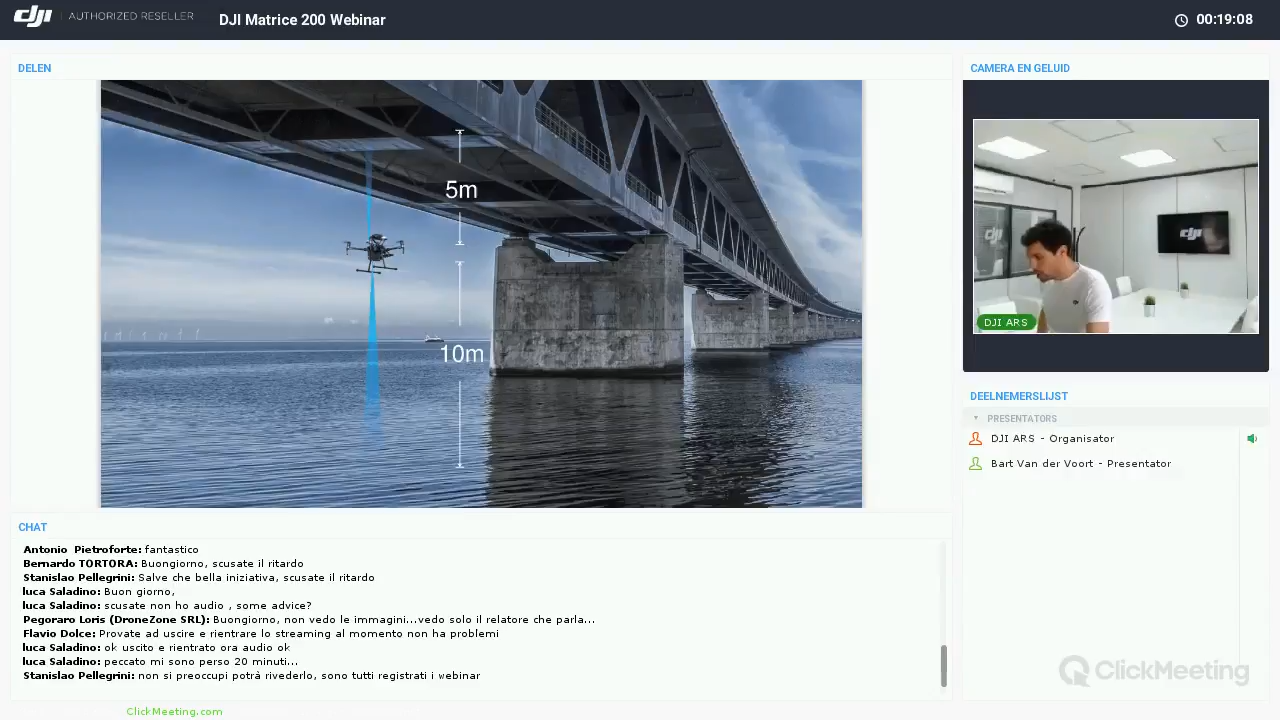 dji AUTHORIZED RESELLER DJI Matrice 200 Webinar 00:19:08
DELEN
5m
10m
CAMERA EN GELUID
dji
dji
DJI ARS
DEELNEMERSLIJST
PRESENTATORS
DJI ARS - Organisator
Bart Van der Voort - Presentator
CHAT
Antonio Pietroforte: fantastico
Bernardo TORTORA: Buongiorno, scusate il ritardo
Stanislao Pellegrini: Salve che bella iniziativa, scusate il ritardo
luca Saladino: Buon giorno,
luca Saladino: scusate non ho audio , some advice?
Pegoraro Loris (DroneZone SRL): Buongiorno, non vedo le immagini...vedo solo il relatore che parla...
Flavio Dolce: Provate ad uscire e rientrare lo streaming al momento non ha problemi
luca Saladino: ok uscito e rientrato ora audio ok
luca Saladino: peccato mi sono perso 20 minuti...
Stanislao Pellegrini: non si preoccupi potrà rivederlo, sono tutti registrati i webinar
ClickMeeting
ClickMeeting.com